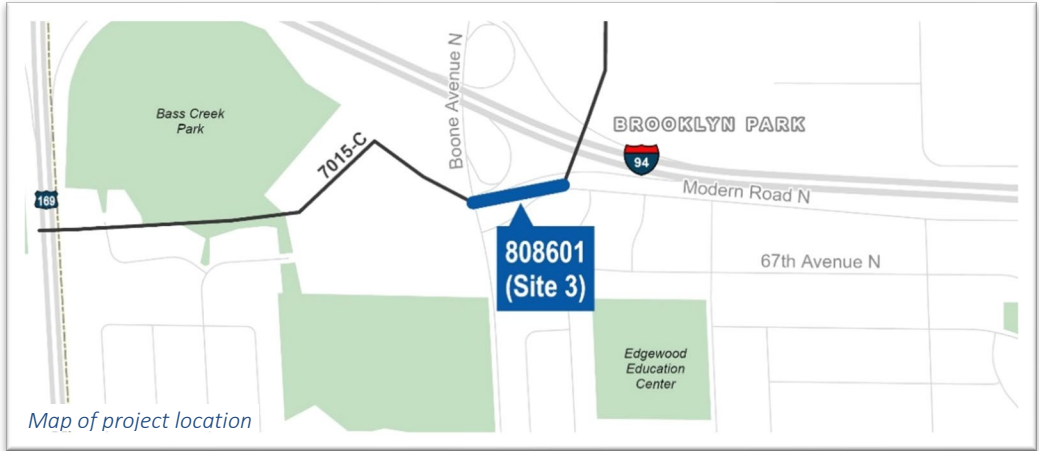 Bass Creek
Park
7015-C
Boone Avenue N
BROOKLYN PARK
94
169
Modern Road N
808601
(Site 3)
67th Avenue N
Edgewood
Education
Center
Map of project location